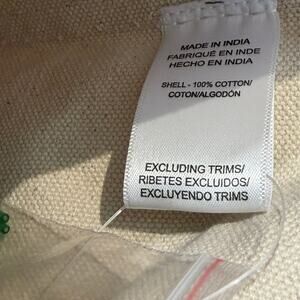 MADE IN INDIA
FABRIQUÉ EN INDE
HECHO EN INDIA
SHELL - 100% COTTON/
COTON/ALGODÓN
EXCLUDING TRIMS/
RIBETES EXCLUIDOS/
EXCLUYENDO TRIMS